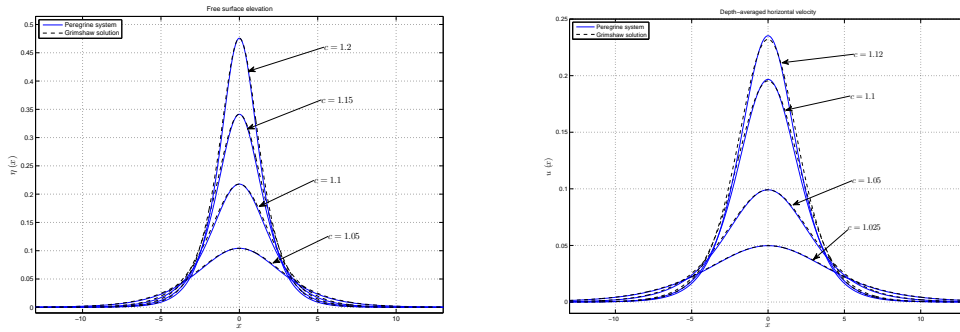 Free surface elevation
Peregrine system
Grimshaw solution
c = 1.2
c = 1.15
c = 1.1
c = 1.05
η (x)
0.5
0.45
0.4
0.35
0.3
0.25
0.2
0.15
0.1
0.05
0
−10
−5
0
5
10
x
Depth−averaged horizontal velocity
Peregrine system
Grimshaw solution
c = 1.12
c = 1.1
c = 1.05
c = 1.025
u (x)
0.25
0.2
0.15
0.1
0.05
0
−10
−5
0
5
10
x